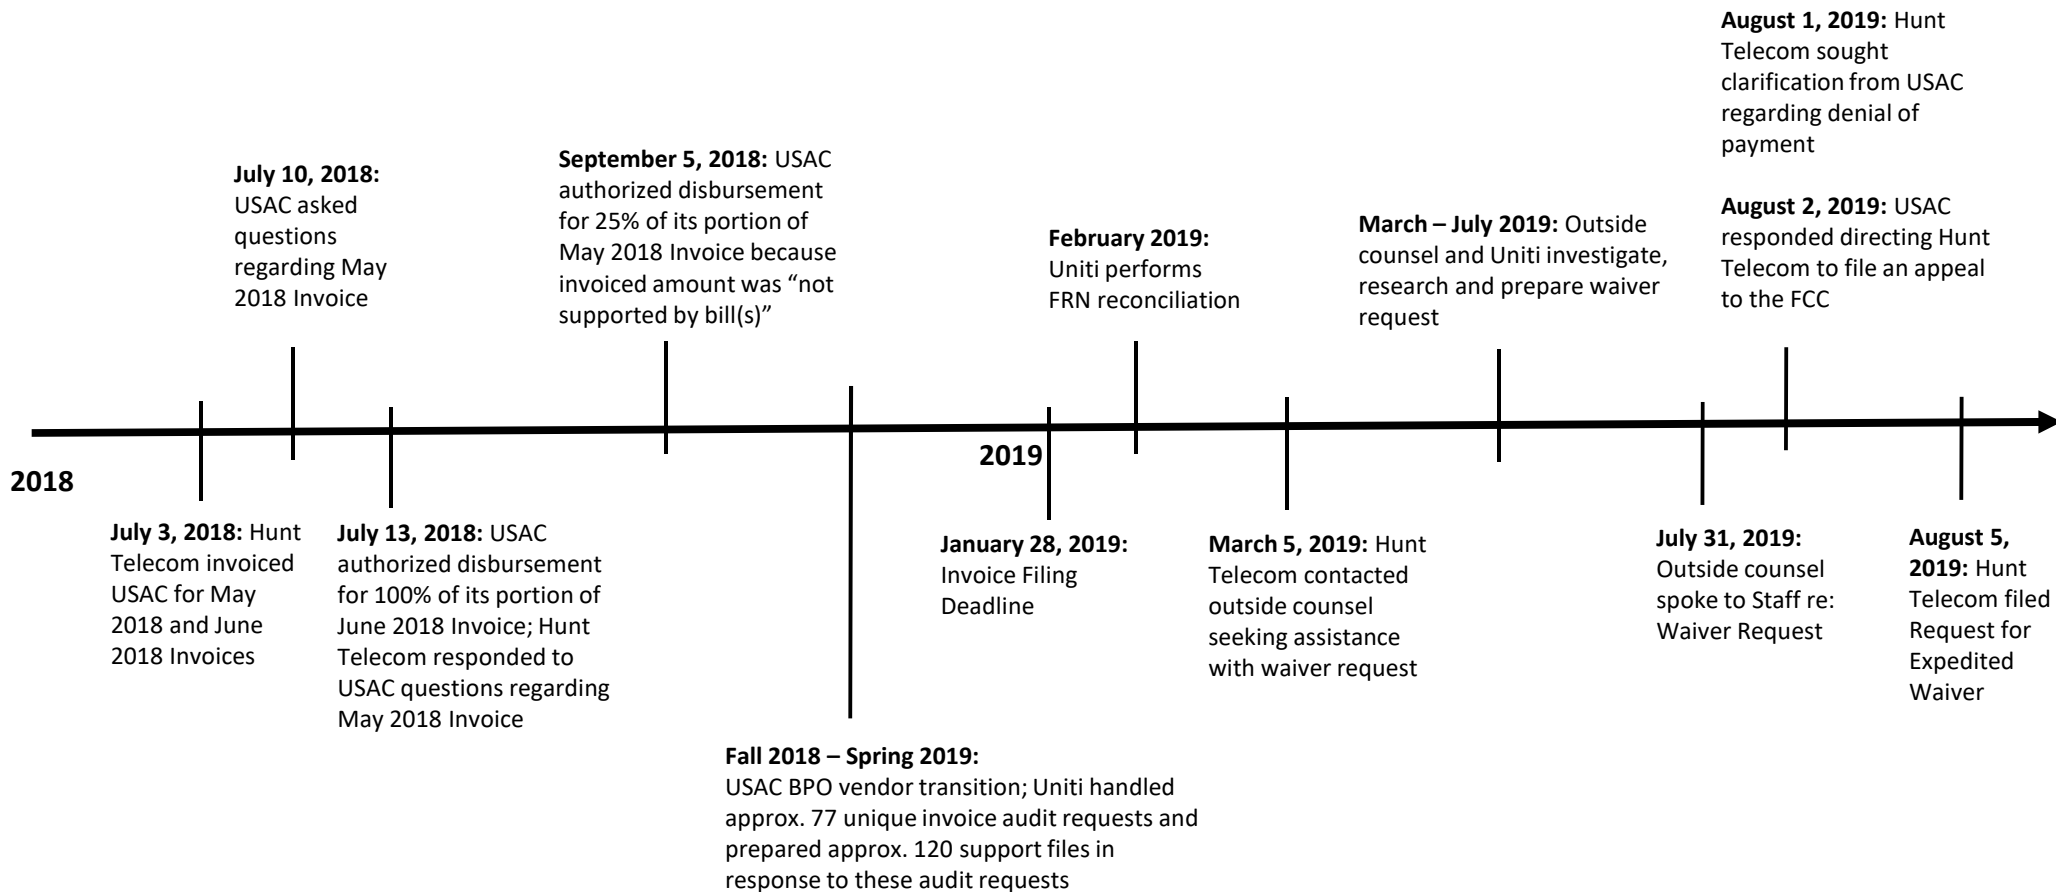 August 1, 2019: Hunt
Telecom sought
clarification from USAC
regarding denial of
payment
August 2, 2019: USAC
responded directing Hunt
Telecom to file an appeal
to the FCC
July 10, 2018:
USAC asked
questions
regarding May
2018 Invoice
September 5, 2018: USAC
authorized disbursement
for 25% of its portion of
May 2018 Invoice because
invoiced amount was “not
supported by bill(s)”
February 2019:
Uniti performs
FRN reconciliation
March – July 2019: Outside
counsel and Uniti investigate,
research and prepare waiver
request
2018
2019
July 3, 2018: Hunt
Telecom invoiced
USAC for May
2018 and June
2018 Invoices
July 13, 2018: USAC
authorized disbursement
for 100% of its portion of
June 2018 Invoice; Hunt
Telecom responded to
USAC questions regarding
May 2018 Invoice
Fall 2018 – Spring 2019:
USAC BPO vendor transition; Uniti handled
approx. 77 unique invoice audit requests and
prepared approx. 120 support files in
response to these audit requests
January 28, 2019:
Invoice Filing
Deadline
March 5, 2019: Hunt
Telecom contacted
outside counsel
seeking assistance
with waiver request
July 31, 2019:
Outside counsel
spoke to Staff re:
Waiver Request
August 5,
2019: Hunt
Telecom filed
Request for
Expedited
Waiver